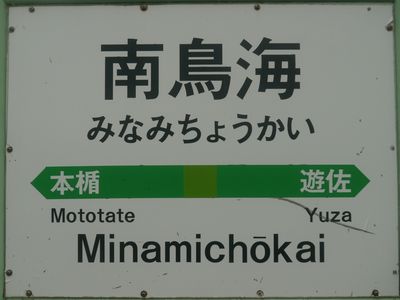 南鳥海
みなみちょうかい
本楯 遊佐
Mototate Yuza
Minamichōkai